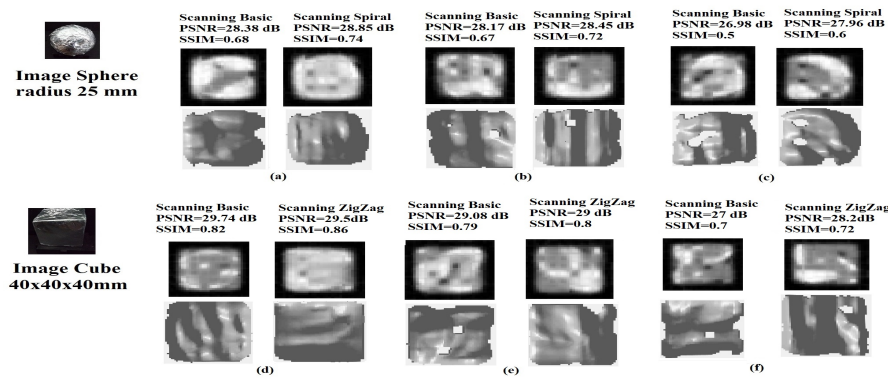 Scanning Basic
PSNR=28.38 dB
SSIM=0.68
Scanning Spiral
PSNR=28.85 dB
SSIM=0.74
Scanning Basic
PSNR=28.17 dB
SSIM=0.67
Scanning Spiral
PSNR=28.45 dB
SSIM=0.72
Scanning Basic
PSNR=26.98 dB
SSIM=0.5
Scanning Spiral
PSNR=27.96 dB
SSIM=0.6
Image Sphere
radius 25 mm
(a)
(b)
(c)
Scanning Basic
PSNR=29.74 dB
SSIM=0.82
Scanning ZigZag
PSNR=29.5dB
SSIM=0.86
Scanning Basic
PSNR=29.08 dB
SSIM=0.79
Scanning ZigZag
PSNR=29 dB
SSIM=0.8
Scanning Basic
PSNR=27 dB
SSIM=0.7
Scanning ZigZag
PSNR=28.2dB
SSIM=0.72
Image Cube
40x40x40mm
(d)
(e)
(f)